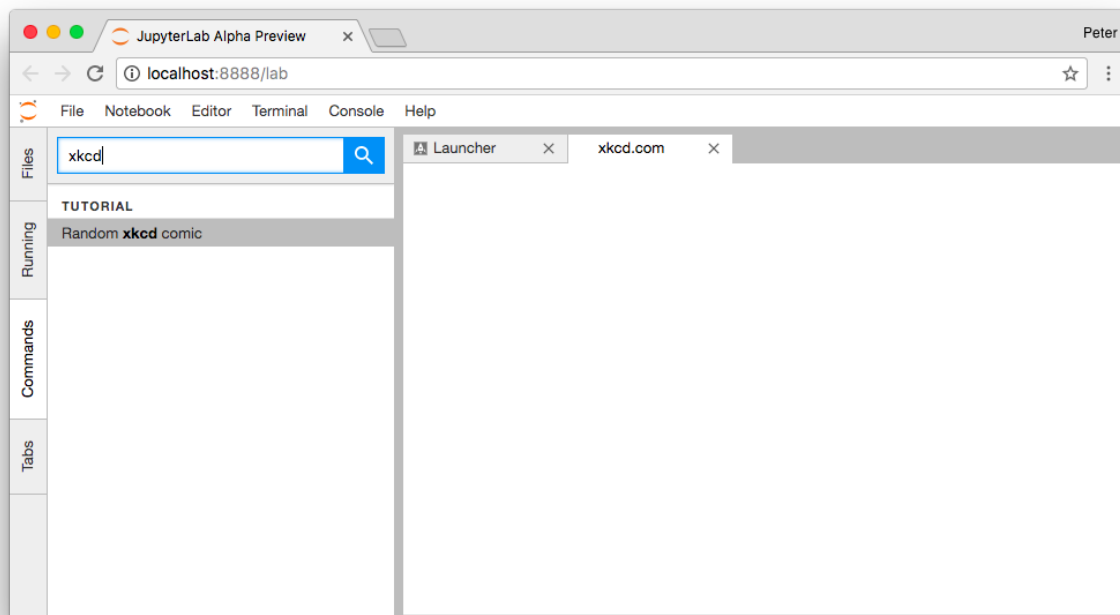 JupyterLab Alpha Preview
Peter
localhost:8888/lab
File Notebook Editor Terminal Console Help
Files
Running
Commands
Tabs
xkcd
TUTORIAL
Random xkcd comic
Launcher
xkcd.com